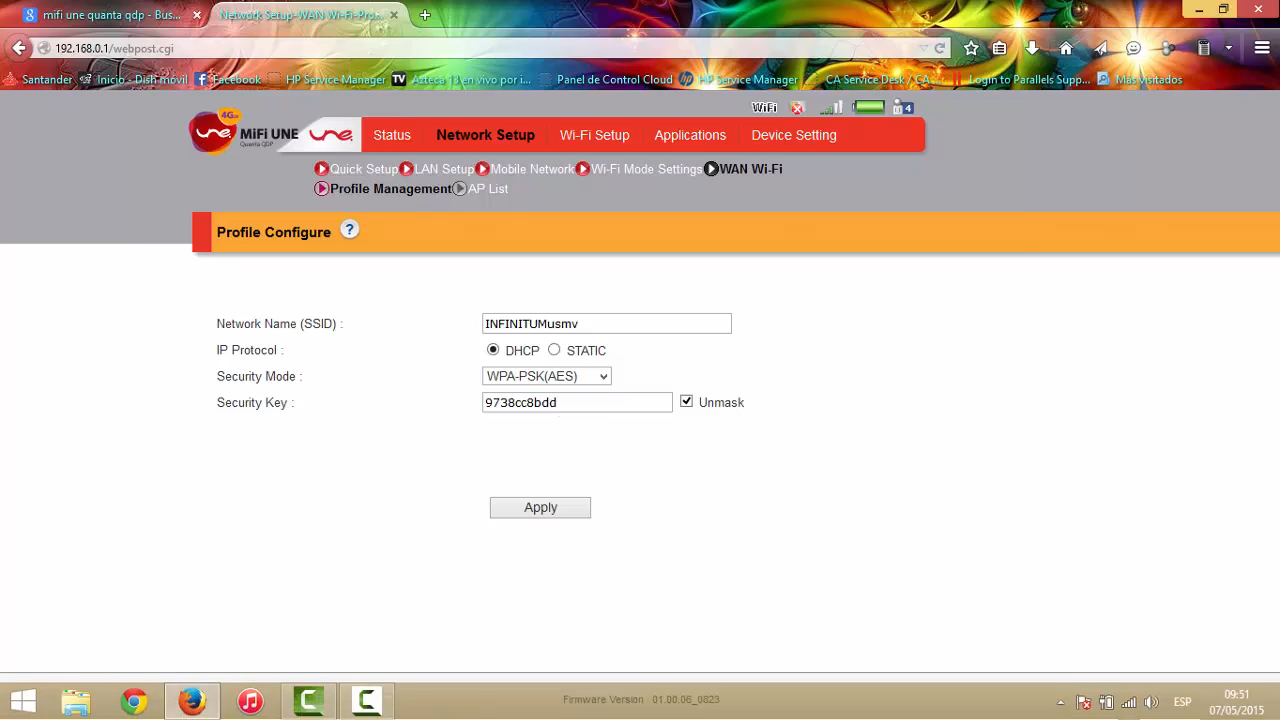 mifi une quanta qdp - Bus...
Network Setup-WAN Wi-Fi-Pro...
192.168.0.1/webpost.cgi
Santander Inicio - Dish móvil Facebook HP Service Manager Azteca 13 en vivo por i... Panel de Control Cloud HP Service Manager CA Service Desk / CA ... Login to Parallels Supp... Más visitados
WiFi 4
4G MiFi UNE une Status Network Setup Wi-Fi Setup Applications Device Setting
Quanta QDP
Quick Setup LAN Setup Mobile Network Wi-Fi Mode Settings WAN Wi-Fi
Profile Management AP List
Profile Configure ?
Network Name (SSID) : INFINITUMusmv
IP Protocol : DHCP STATIC
Security Mode : WPA-PSK(AES)
Security Key : 9738cc8bdd Unmask
Apply
Firmware Version 01.00.06_0823
ESP
09:51
07/05/2015